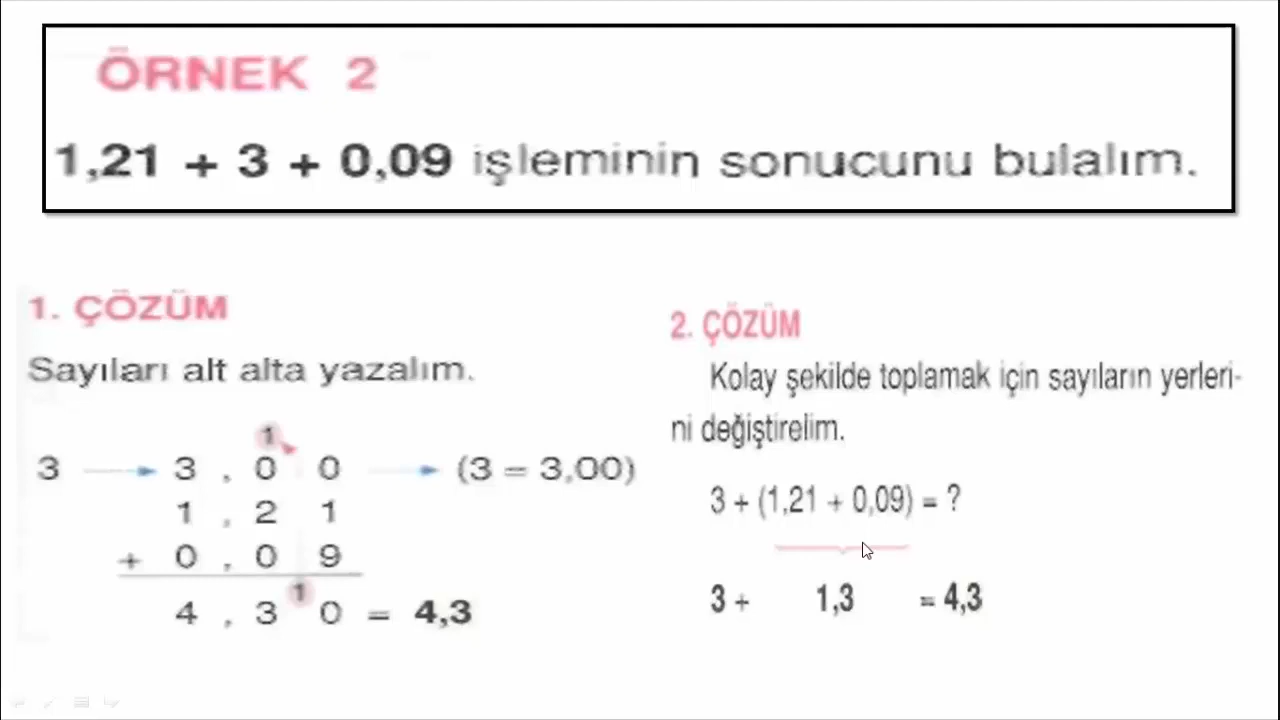 ÖRNEK 2
1,21 + 3 + 0,09 işleminin sonucunu bulalım.
1. ÇÖZÜM
Sayıları alt alta yazalım.
1
3 → 3 , 0 0 → (3 = 3,00)
1 , 2 1
+ 0 , 0 9
1
4 , 3 0 = 4,3
2. ÇÖZÜM
Kolay şekilde toplamak için sayıların yerleri-
ni değiştirelim.
3 + (1,21 + 0,09) = ?
3 + 1,3 = 4,3